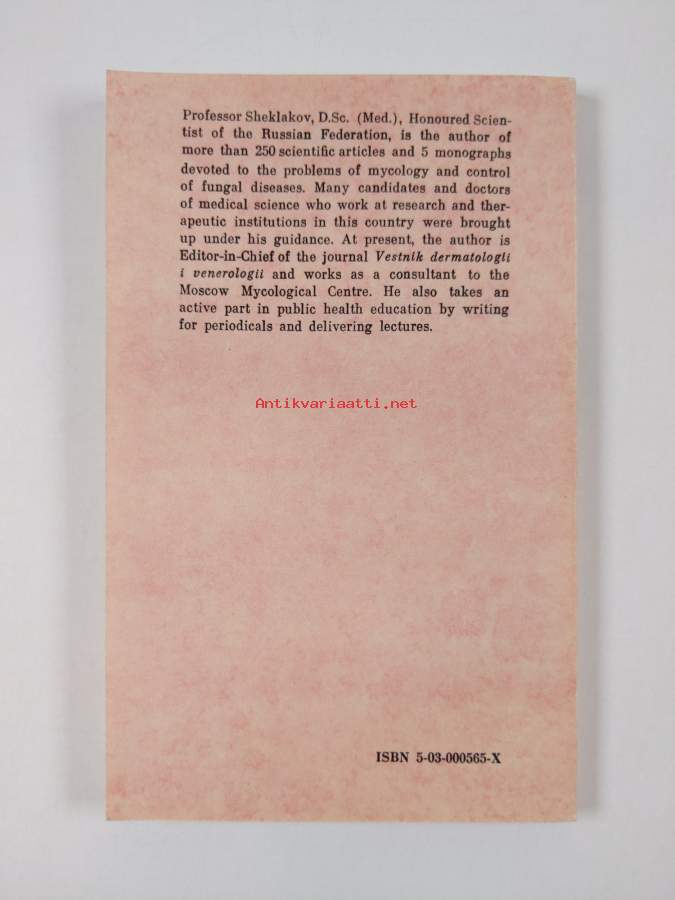 Professor Sheklakov, D.Sc. (Med.), Honoured Scien-
tist of the Russian Federation, is the author of
more than 250 scientific articles and 5 monographs
devoted to the problems of mycology and control
of fungal diseases. Many candidates and doctors
of medical science who work at research and ther-
apeutic institutions in this country were brought
up under his guidance. At present, the author is
Editor-in-Chief of the journal Vestnik dermatologii
i venerologii and works as a consultant to the
Moscow Mycological Centre. He also takes an
active part in public health education by writing
for periodicals and delivering lectures.
Antikvariaatti.net
ISBN 5-03-000565-X